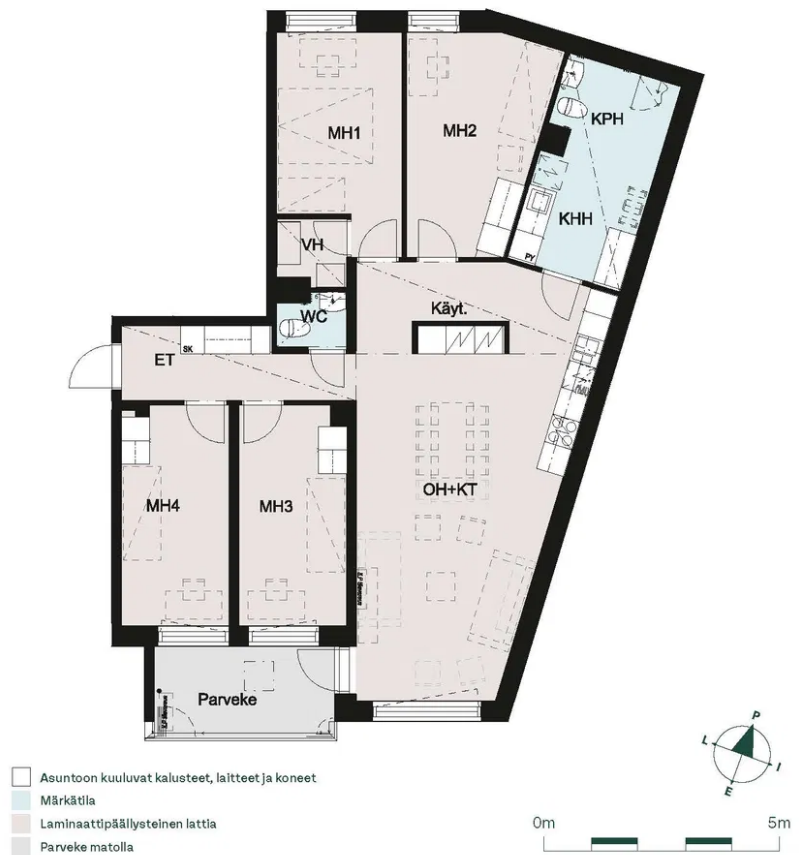 MH1
MH2
KPH
KHH
VH
PY
WC
Käyt.
ET
SK
OH+KT
MH4
MH3
Parveke
Asuntoon kuuluvat kalusteet, laitteet ja koneet
Märkätila
Laminaattipäällysteinen lattia
Parveke matolla
P
L
I
E
0m
5m